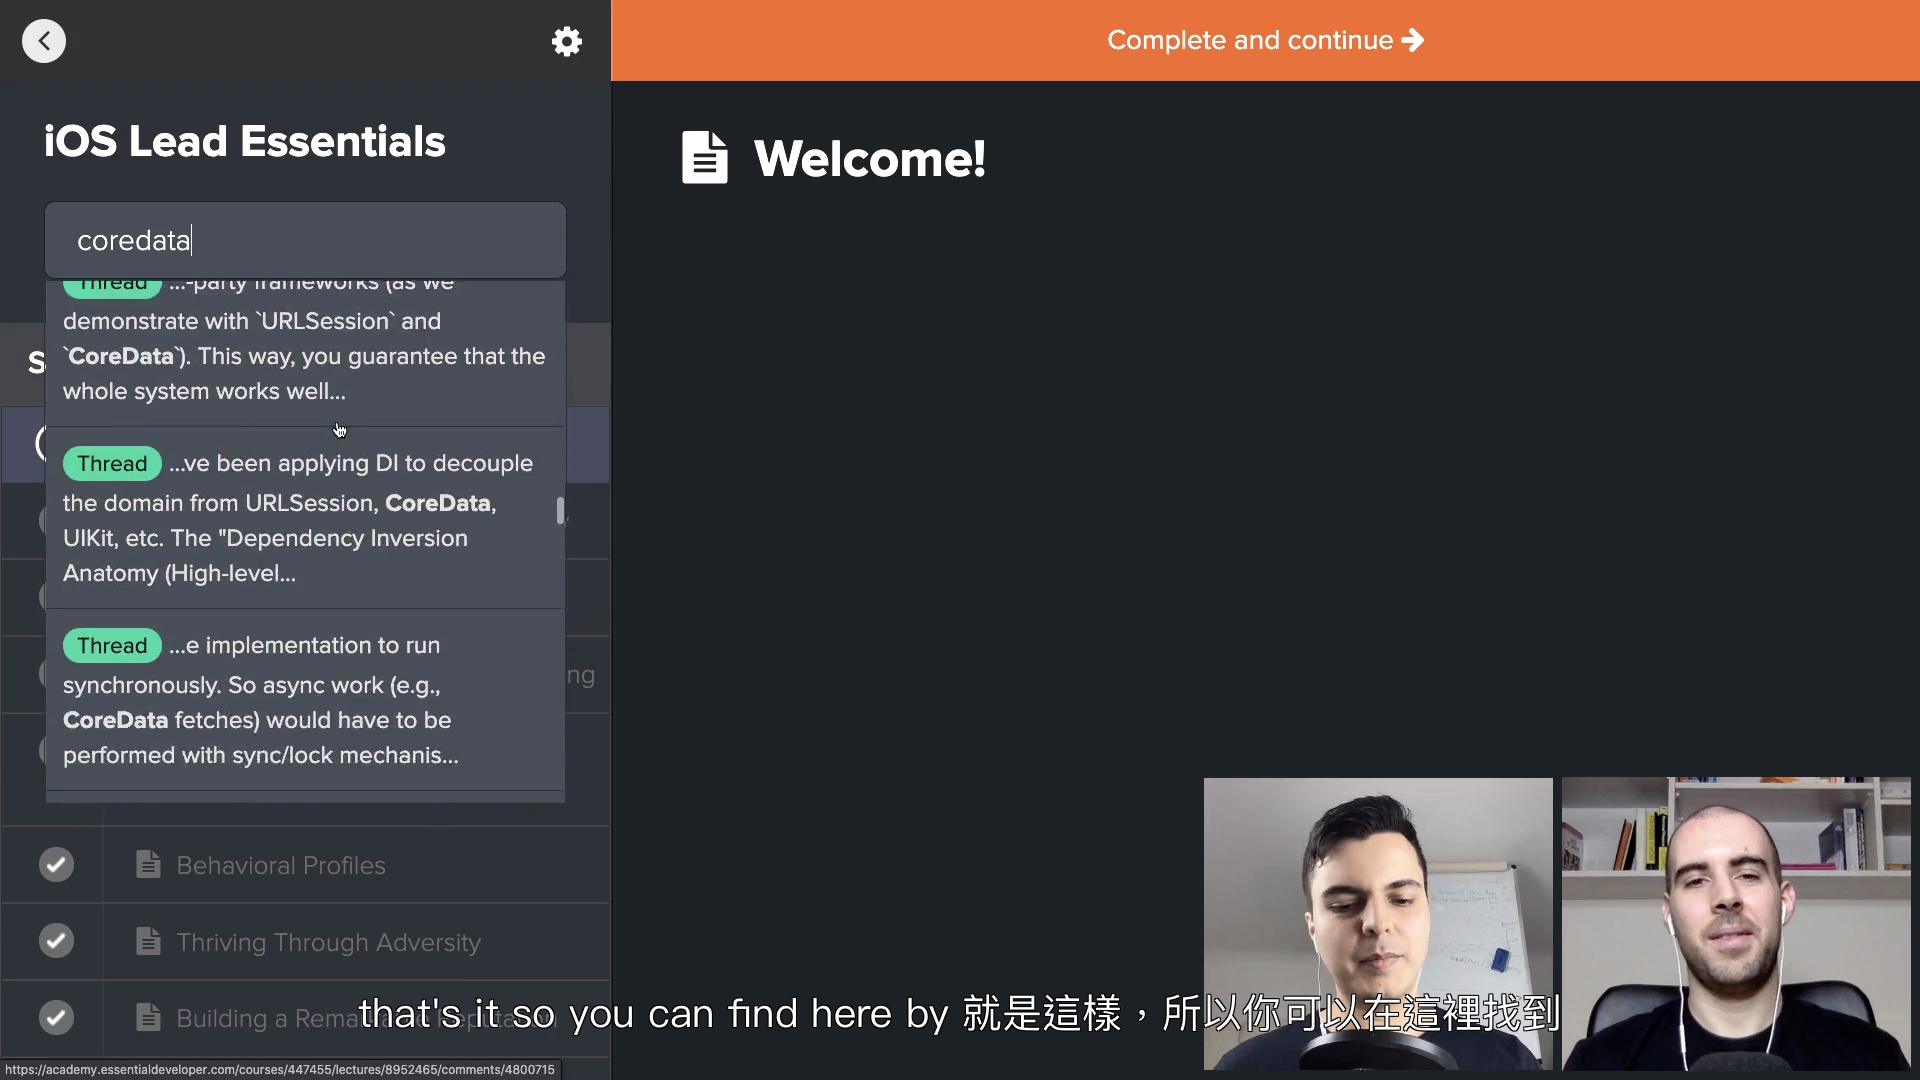 Complete and continue
iOS Lead Essentials
Welcome!
coredata
Thread ...-party frameworks (as we
demonstrate with `URLSession` and
`CoreData`). This way, you guarantee that the
whole system works well...
Thread ...ve been applying DI to decouple
the domain from URLSession, CoreData,
UIKit, etc. The "Dependency Inversion
Anatomy (High-level...
Thread ...e implementation to run
synchronously. So async work (e.g.,
CoreData fetches) would have to be
performed with sync/lock mechanis...
ng
Behavioral Profiles
Thriving Through Adversity
Building a
that's it so you can find here by 就是這樣，所以你可以在這裡找到
https://academy.essentialdeveloper.com/courses/447455/lectures/8952465/comments/4800715